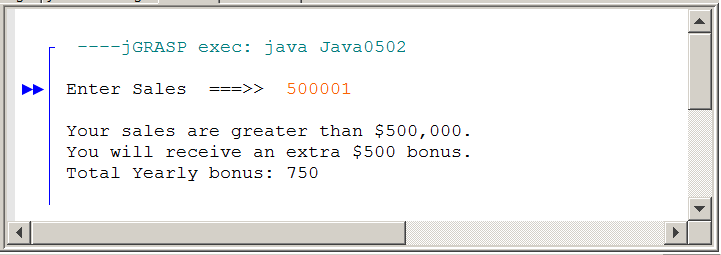 ----jGRASP exec: java Java0502
Enter Sales  ===>>  500001
Your sales are greater than $500,000.
You will receive an extra $500 bonus.
Total Yearly bonus: 750